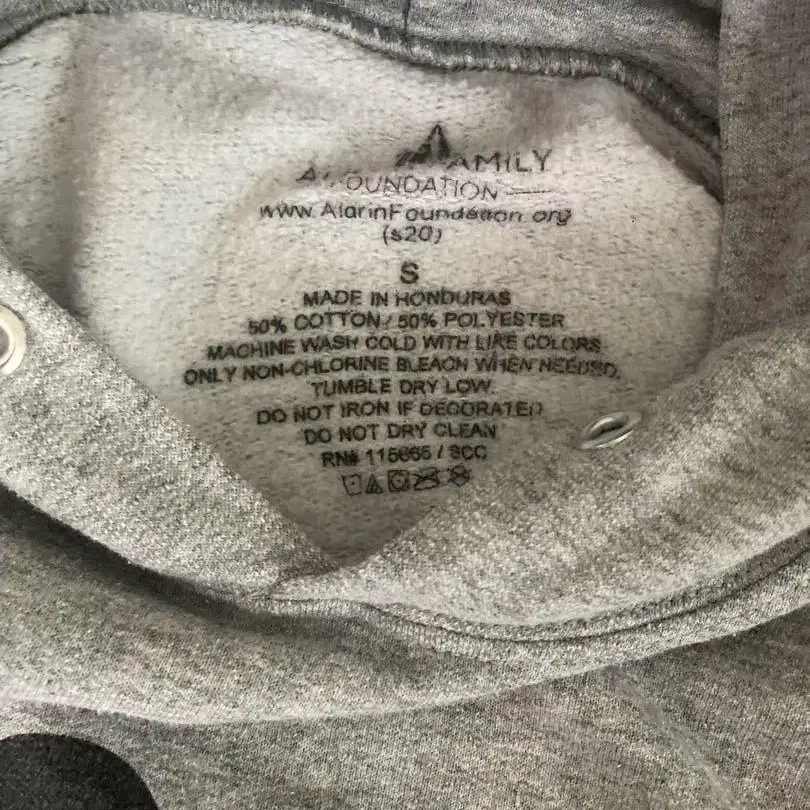 FAMILY
FOUNDATION
www.AlarinFoundation.org
(s20)
S
MADE IN HONDURAS
50% COTTON / 50% POLYESTER
MACHINE WASH COLD WITH LIKE COLORS
ONLY NON-CHLORINE BLEACH WHEN NEEDED.
TUMBLE DRY LOW.
DO NOT IRON IF DECORATED
DO NOT DRY CLEAN
RN# 115665 / SCC